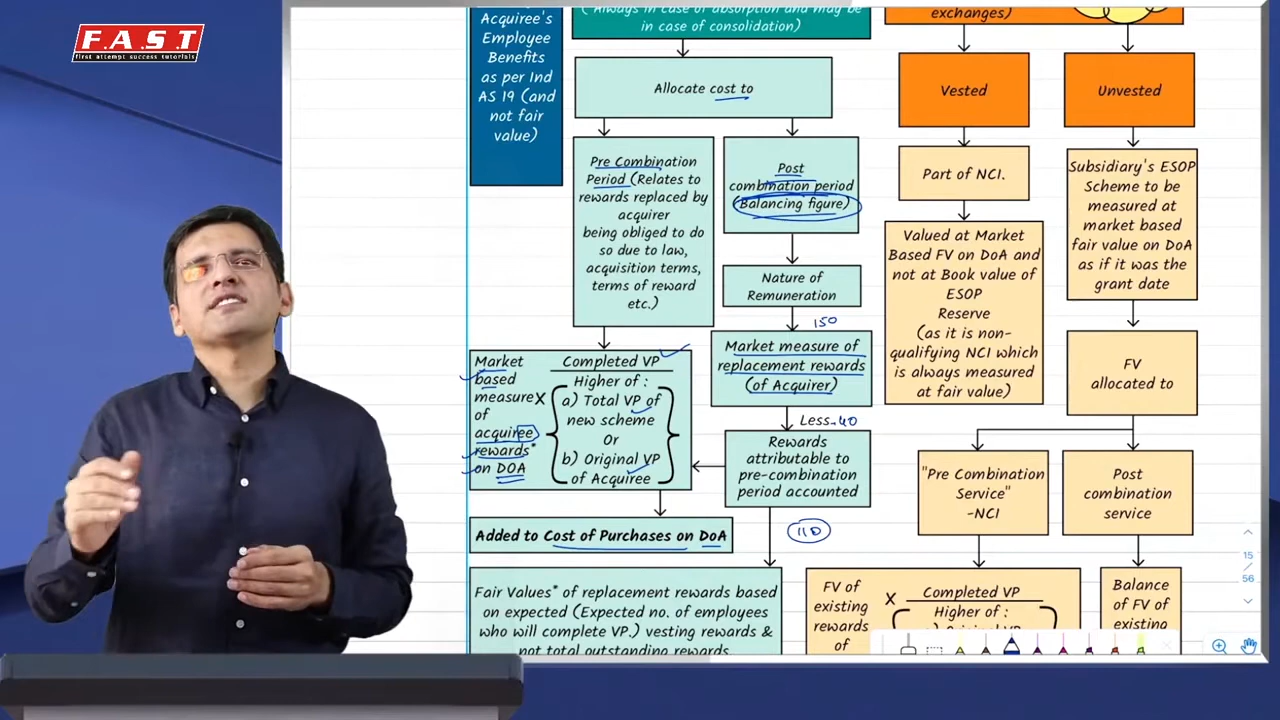 F.A.S.T
first attempt success tutorials
Acquiree's
Employee
Benefits
as per Ind
AS 19 (and
not fair
value)
(Always in case of absorption and may be
in case of consolidation)
Allocate cost to
Pre Combination
Period (Relates to
rewards replaced by
acquirer
being obliged to do
so due to law,
acquisition terms,
terms of reward
etc.)
Post
combination period
(Balancing figure)
Nature of
Remuneration
150
Market measure of
replacement rewards
(of Acquirer)
Less-40
Rewards
attributable to
pre-combination
period accounted
110
Market
based
measure
of
acquiree
rewards*
on DOA
X
Completed VP
Higher of :
a) Total VP of
new scheme
Or
b) Original VP
of Acquiree
Added to Cost of Purchases on DoA
Fair Values* of replacement rewards based
on expected (Expected no. of employees
who will complete VP.) vesting rewards &
not total outstanding rewards.
exchanges)
Vested
Part of NCI.
Valued at Market
Based FV on DoA and
not at Book value of
ESOP
Reserve
(as it is non-
qualifying NCI which
is always measured
at fair value)
Unvested
Subsidiary's ESOP
Scheme to be
measured at
market based
fair value on DoA
as if it was the
grant date
FV
allocated to
"Pre Combination
Service"
-NCI
Post
combination
service
FV of
existing
rewards
of
X
Completed VP
Higher of :
Balance
of FV of
existing
15
56